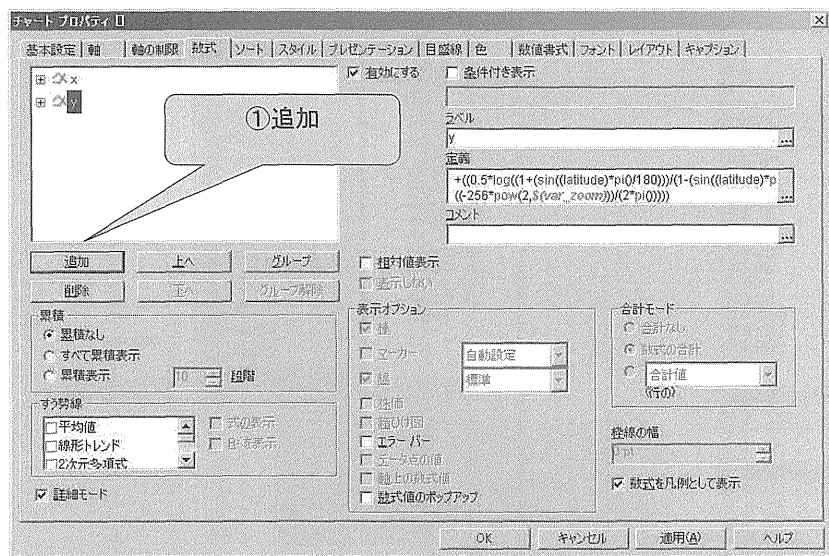 チャート プロパティ []
基本設定 軸 軸の制限 数式 ソート スタイル プレゼンテーション 目盛線 色 数値書式 フォント レイアウト キャプション
x
y
①追加
有効にする
条件付き表示
ラベル
y
定義
+((0.5*log((1+(sin((latitude)*pi()/180)))/(1-(sin((latitude)*p
((-256*pow(2,$(var_zoom)))/(2*pi()))))
コメント
追加 上へ グループ
削除 下へ グループ解除
相対値表示
表示しない
累積
累積なし
すべて累積表示
累積表示 10 段階
すう勢線
平均値
線形トレンド
2次元多項式
式の表示
R²を表示
詳細モード
表示オプション
棒
マーカー 自動設定
線 標準
株価
箱ひげ図
エラー バー
データ点の値
軸上の数式値
数式値のポップアップ
合計モード
合計なし
数式の合計
合計値
(行の)
枠線の幅
0 pt
数式を凡例として表示
OK キャンセル 適用(A) ヘルプ